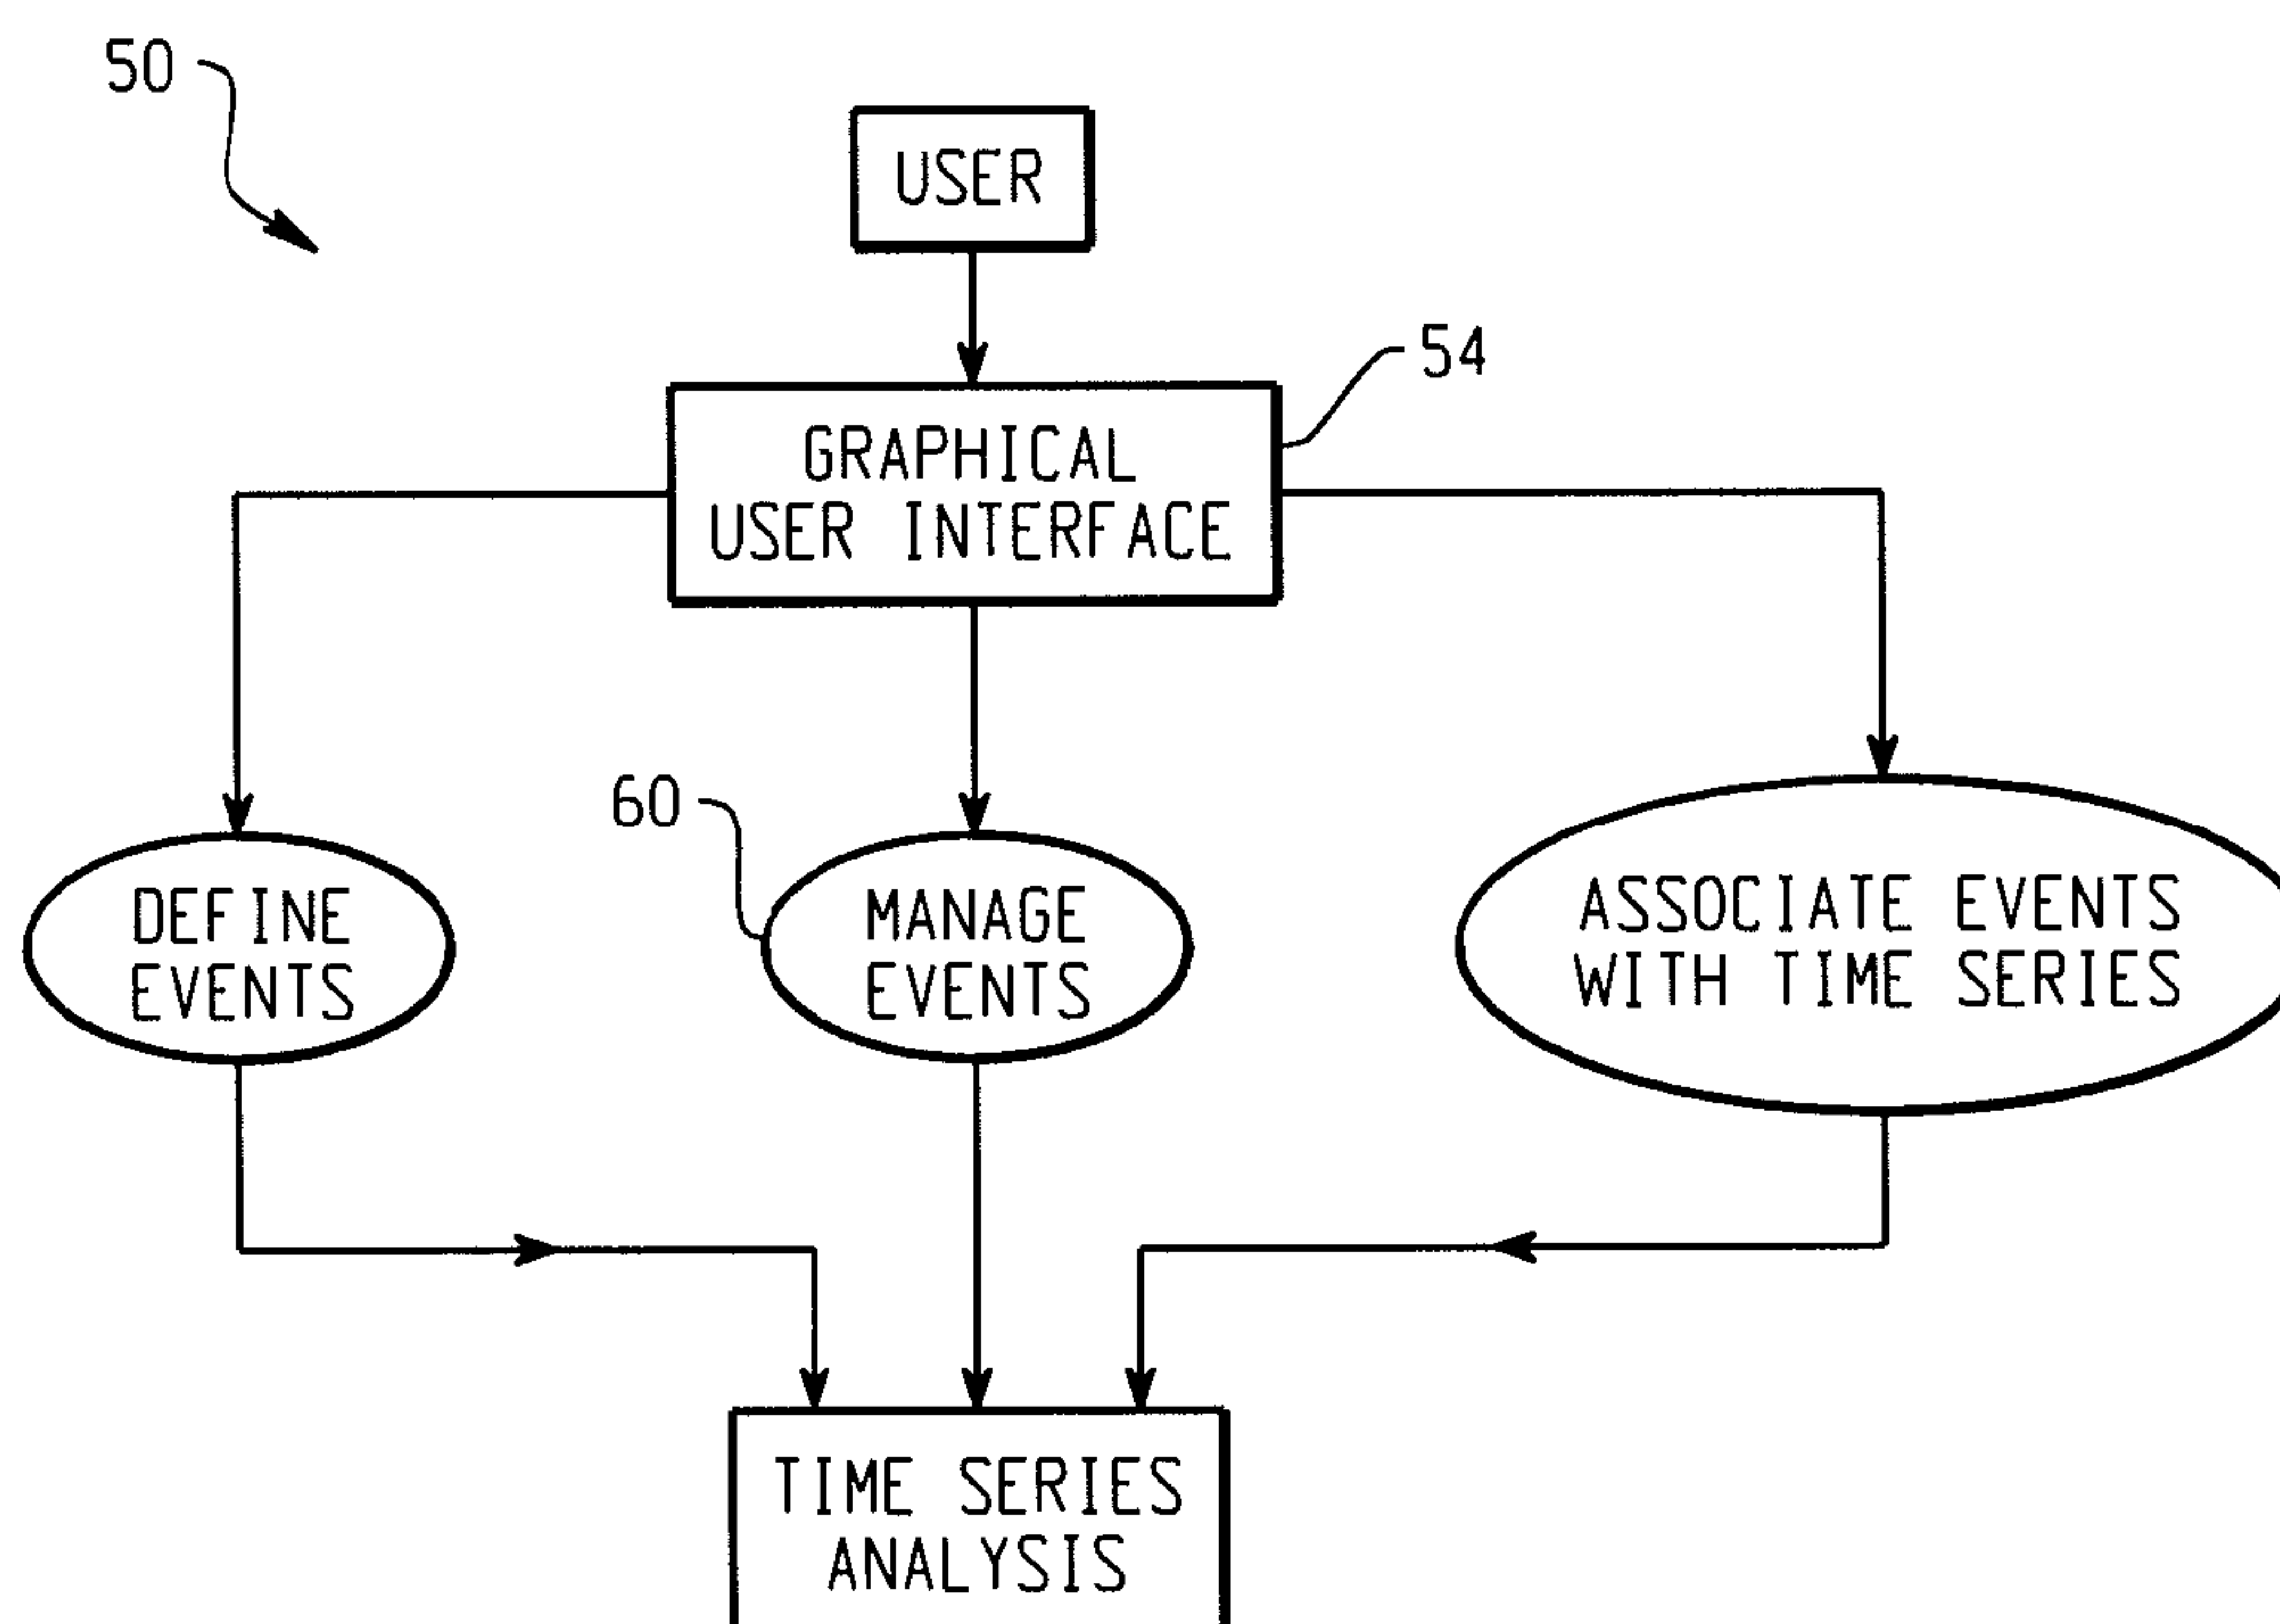 50
USER
54
GRAPHICAL
USER INTERFACE
60
DEFINE
EVENTS
MANAGE
EVENTS
ASSOCIATE EVENTS
WITH TIME SERIES
TIME SERIES
ANALYSIS